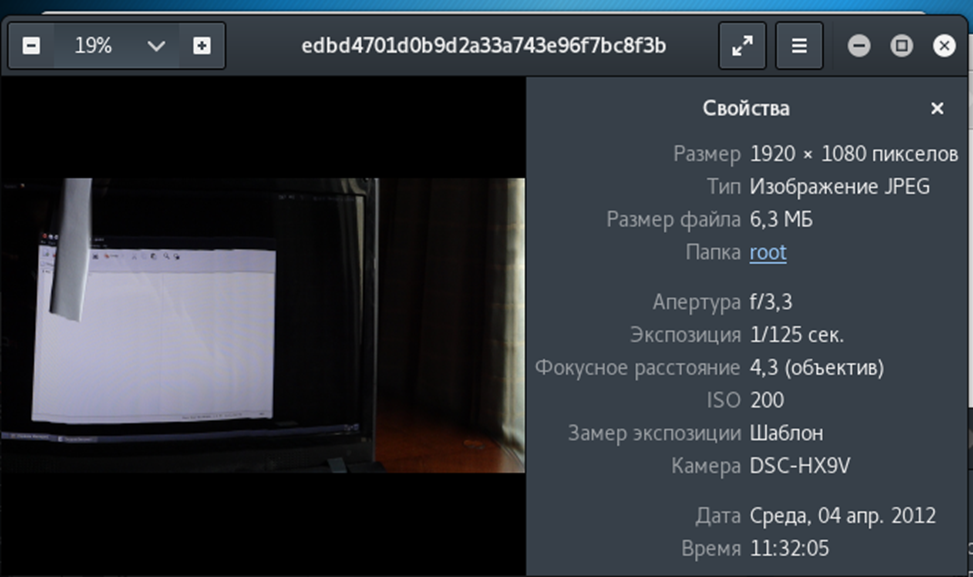 19%
edbd4701d0b9d2a33a743e96f7bc8f3b
Свойства
Размер 1920 × 1080 пикселов
Тип Изображение JPEG
Размер файла 6,3 МБ
Папка root
Апертура f/3,3
Экспозиция 1/125 сек.
Фокусное расстояние 4,3 (объектив)
ISO 200
Замер экспозиции Шаблон
Камера DSC-HX9V
Дата Среда, 04 апр. 2012
Время 11:32:05